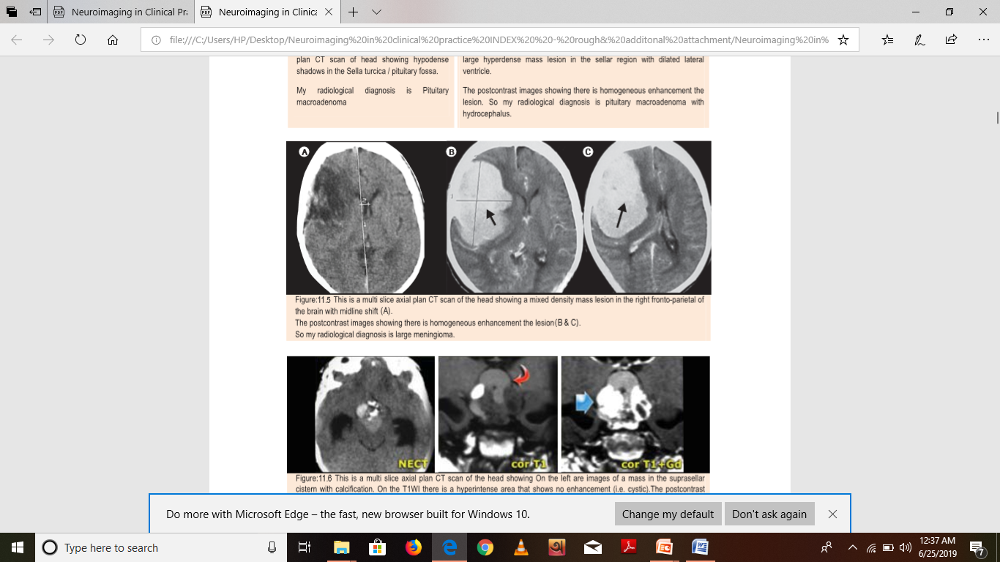 Neuroimaging in Clinical Pra
Neuroimaging in Clinica
file:///C:/Users/HP/Desktop/Neuroimaging%20in%20clinical%20practice%20INDEX%20%20-%20rough&%20additonal%20attachment/Neuroimaging%20in%
plan CT scan of head showing hypodense
shadows in the Sella turcica / pituitary fossa.
My radiological diagnosis is Pituitary
macroadenoma
large hyperdense mass lesion in the sellar region with dilated lateral
ventricle.
The postcontrast images showing there is homogeneous enhancement the
lesion. So my radiological diagnosis is pituitary macroadenoma with
hydrocephalus.
A
B
C
Figure:11.5 This is a multi slice axial plan CT scan of the head showing a mixed density mass lesion in the right fronto-parietal of
the brain with midline shift (A).
The postcontrast images showing there is homogeneous enhancement the lesion(B & C).
So my radiological diagnosis is large meningioma.
NECT
cor T1
cor T1+Gd
Figure:11.6 This is a multi slice axial plan CT scan of the head showing On the left are images of a mass in the suprasellar
cistern with calcification. On the T1WI there is a hyperintense area that shows no enhancement (i.e. cystic).The postcontrast
Do more with Microsoft Edge – the fast, new browser built for Windows 10.
Change my default
Don't ask again
Type here to search
12:37 AM
6/25/2019
7